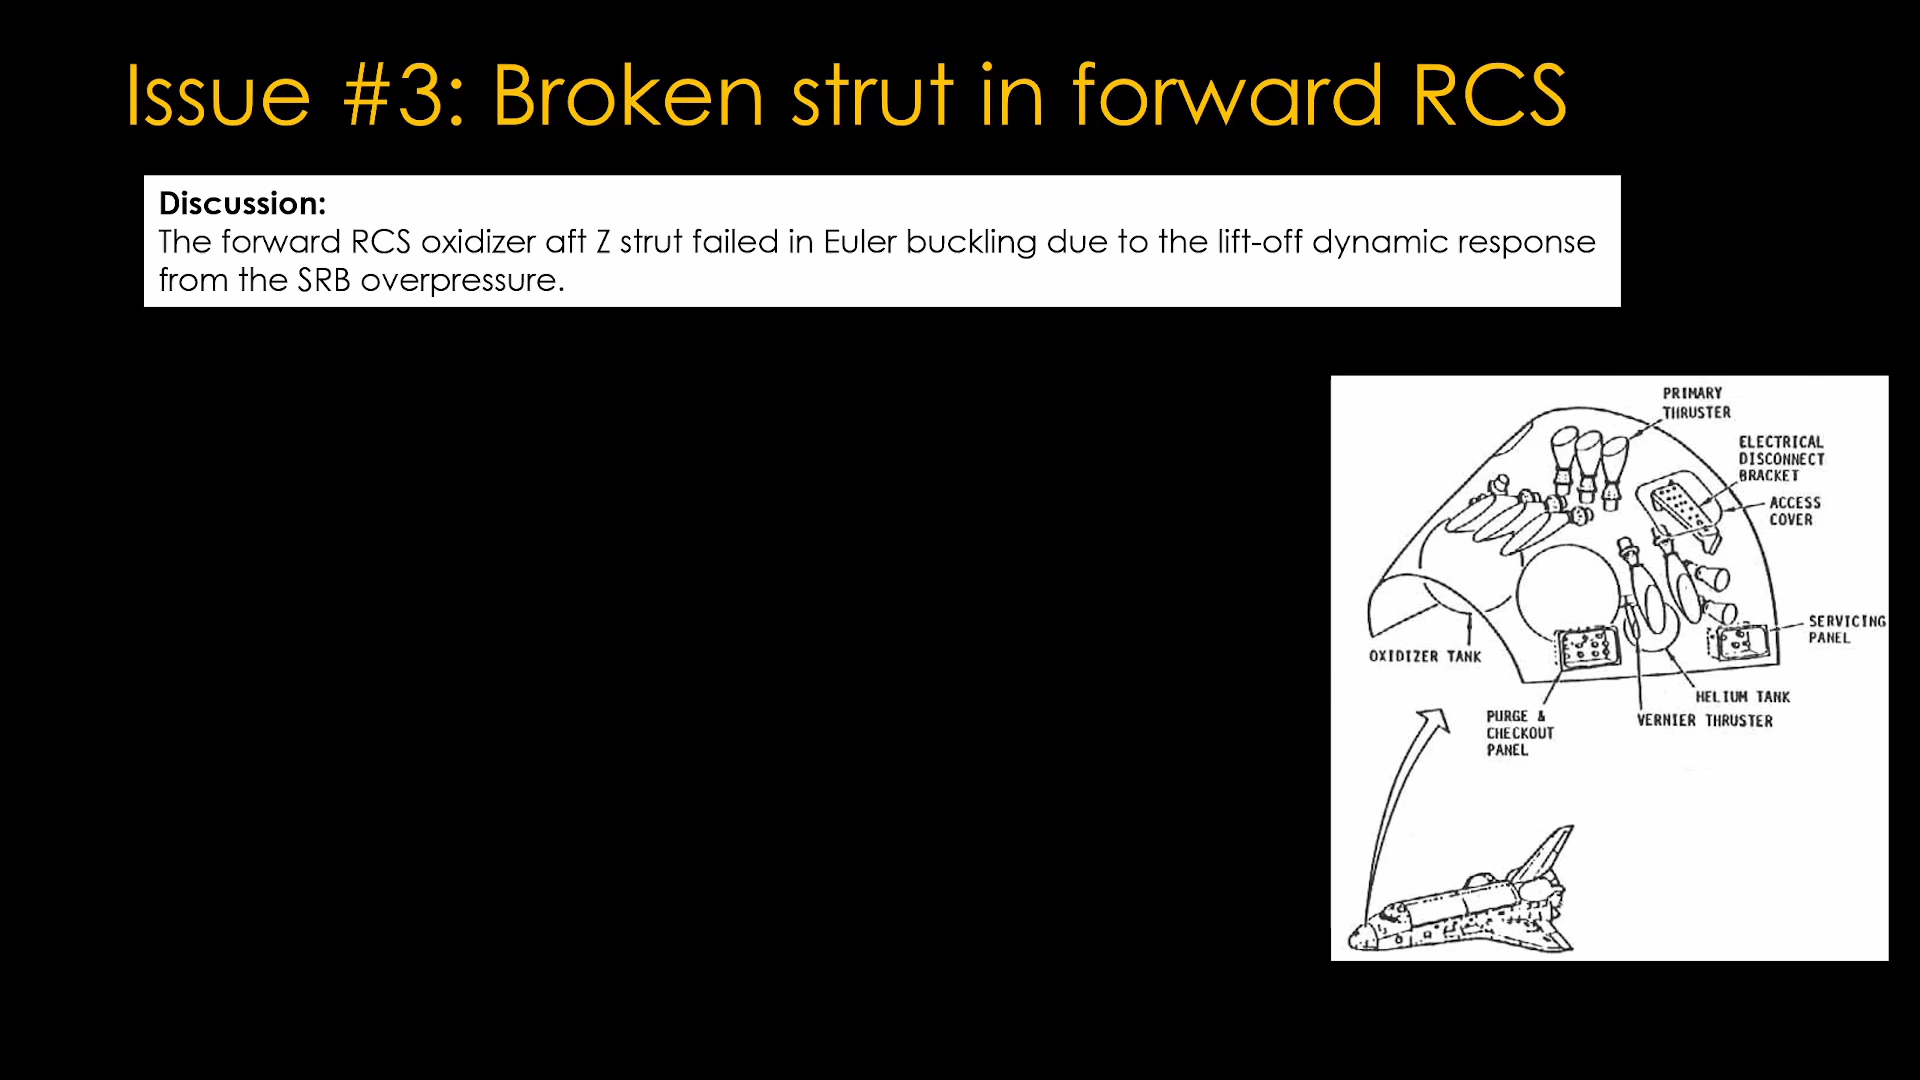 Issue #3: Broken strut in forward RCS
Discussion:
The forward RCS oxidizer aft Z strut failed in Euler buckling due to the lift-off dynamic response
from the SRB overpressure.
PRIMARY
THRUSTER
ELECTRICAL
DISCONNECT
BRACKET
ACCESS
COVER
SERVICING
PANEL
OXIDIZER TANK
HELIUM TANK
VERNIER THRUSTER
PURGE &
CHECKOUT
PANEL